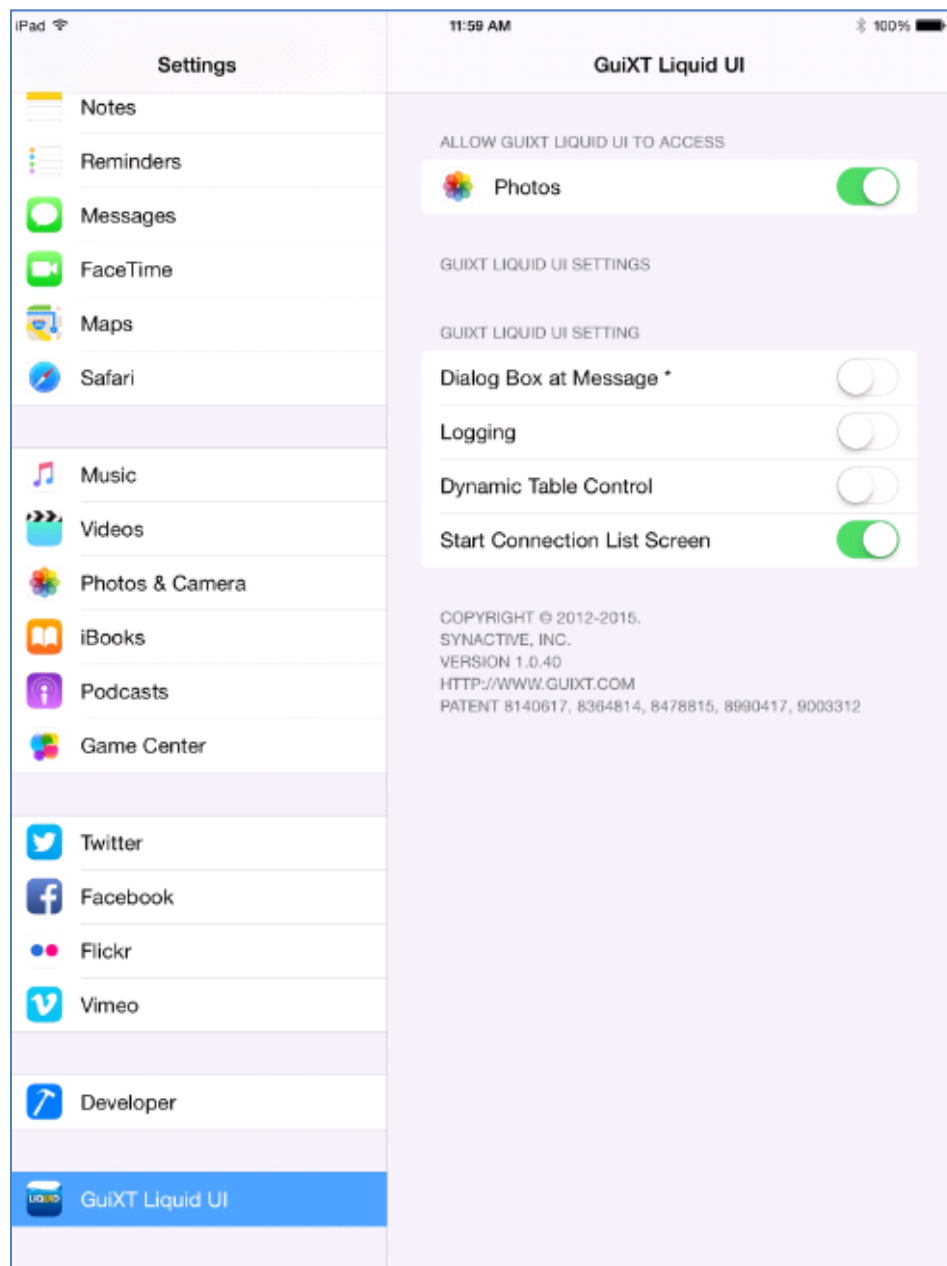 iPad
11:59 AM
100%
Settings
GuiXT Liquid UI
Notes
Reminders
Messages
FaceTime
Maps
Safari
Music
Videos
Photos & Camera
iBooks
Podcasts
Game Center
Twitter
Facebook
Flickr
Vimeo
Developer
LIQUID
GuiXT Liquid UI
ALLOW GUIXT LIQUID UI TO ACCESS
Photos
GUIXT LIQUID UI SETTINGS
GUIXT LIQUID UI SETTING
Dialog Box at Message *
Logging
Dynamic Table Control
Start Connection List Screen
COPYRIGHT © 2012-2015.
SYNACTIVE, INC.
VERSION 1.0.40
HTTP://WWW.GUIXT.COM
PATENT 8140617, 8364814, 8478815, 8990417, 9003312